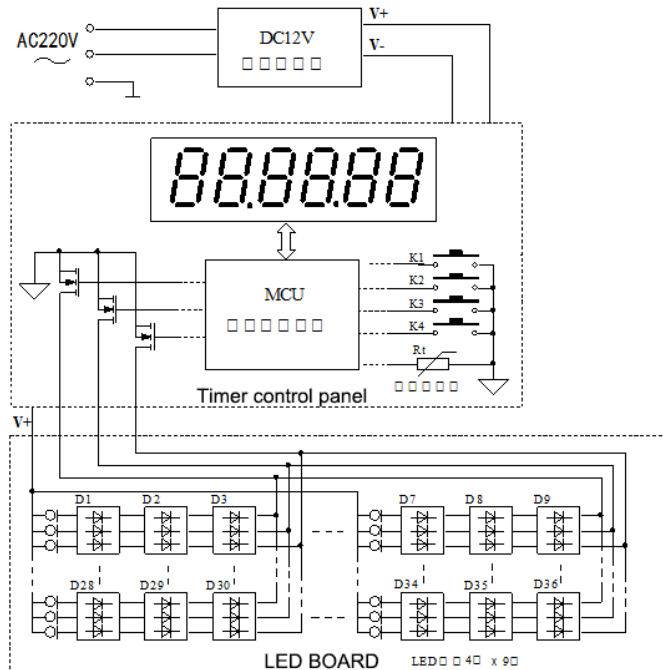 V+
AC220V
DC12V
V-
88.88.88
K1
K2
MCU
K3
K4
Rt
Timer control panel
V+
D1 D2 D3 D7 D8 D9
D28 D29 D30 D34 D35 D36
LED BOARD
LED□□4□ x 9□